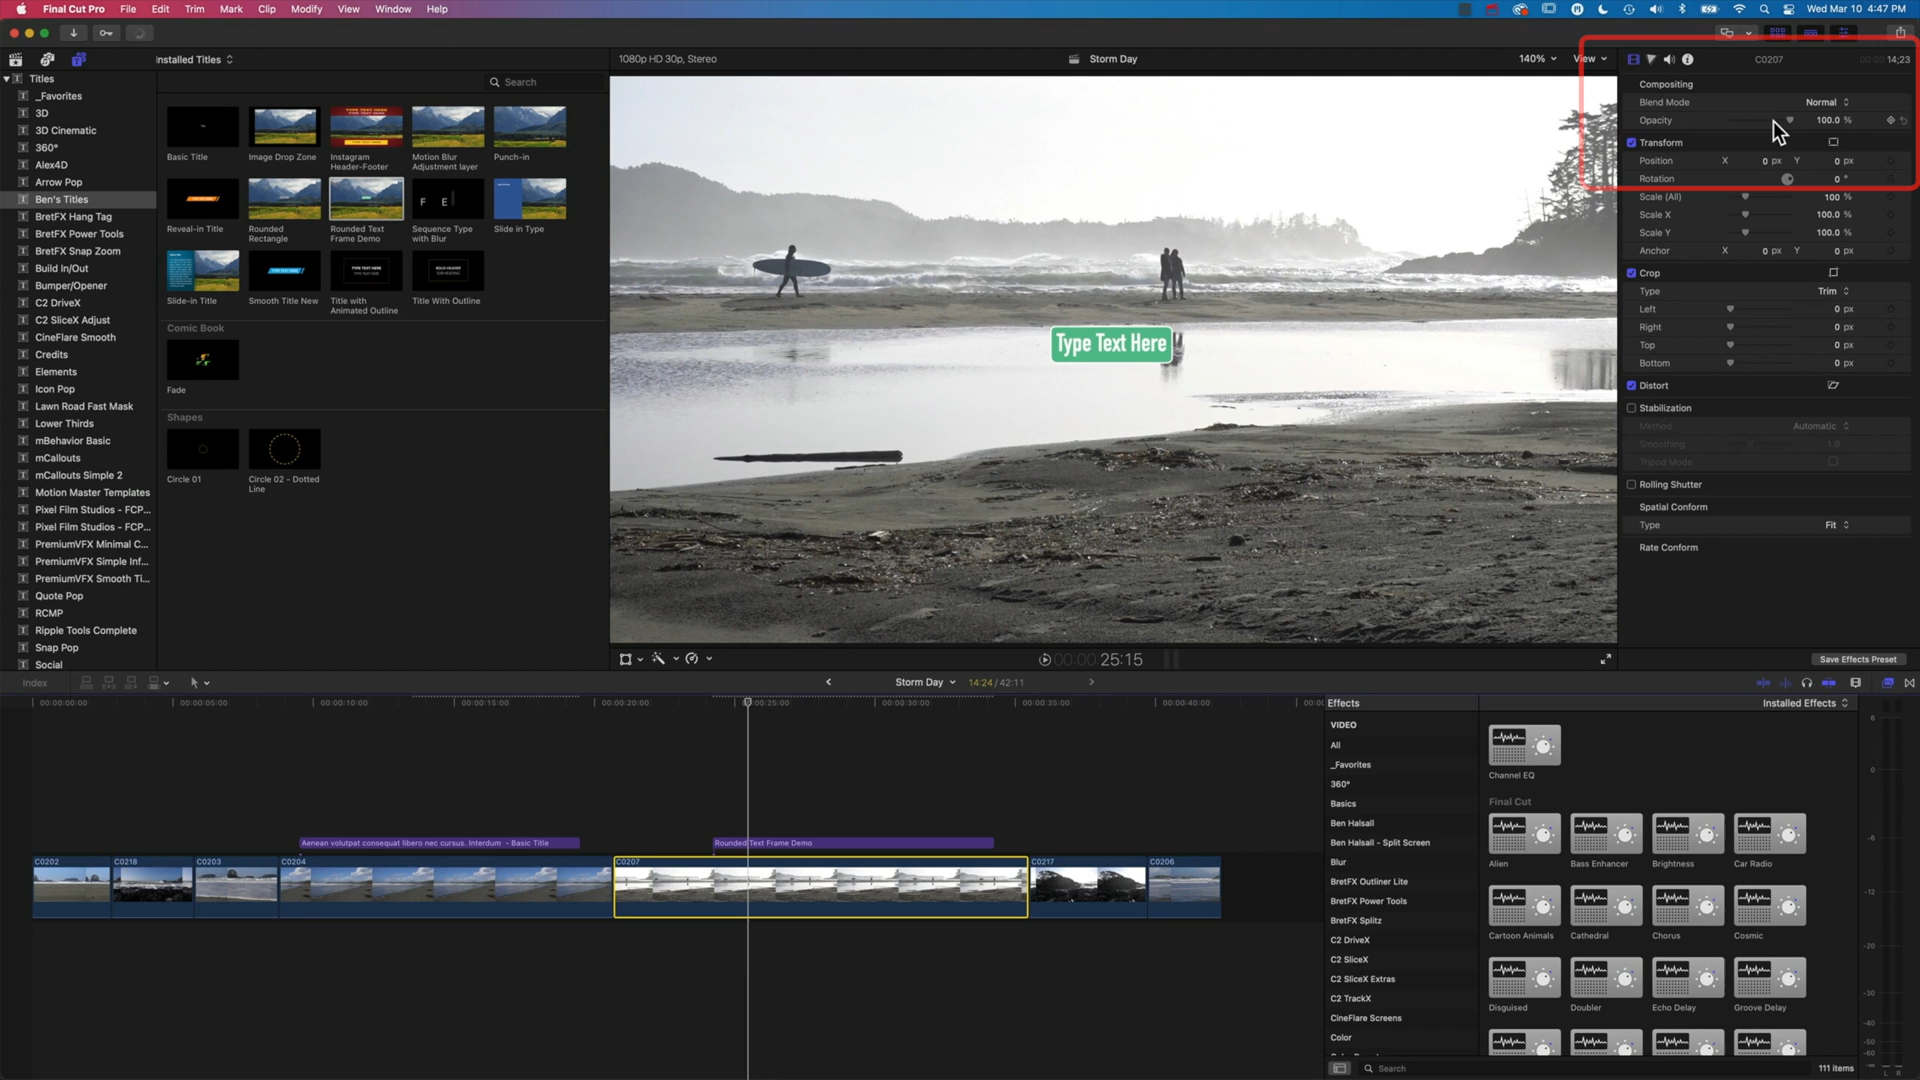 Final Cut Pro File Edit Trim Mark Clip Modify View Window Help
Wed Mar 10 4:47 PM
Installed Titles
Search
Titles
_Favorites
3D
3D Cinematic
360°
Alex4D
Arrow Pop
Ben's Titles
BretFX Hang Tag
BretFX Power Tools
BretFX Snap Zoom
Build In/Out
Bumper/Opener
C2 DriveX
C2 SliceX Adjust
CineFlare Smooth
Credits
Elements
Icon Pop
Lawn Road Fast Mask
Lower Thirds
mBehavior Basic
mCallouts
mCallouts Simple 2
Motion Master Templates
Pixel Film Studios - FCP...
Pixel Film Studios - FCP...
PremiumVFX Minimal C...
PremiumVFX Simple Inf...
PremiumVFX Smooth Ti...
Quote Pop
RCMP
Ripple Tools Complete
Snap Pop
Social
Basic Title
Image Drop Zone
Instagram Header-Footer
Motion Blur Adjustment layer
Punch-in
Reveal-in Title
Rounded Rectangle
Rounded Text Frame Demo
F E
Sequence Type with Blur
Slide in Type
Slide-in Title
Smooth Title New
Title with Animated Outline
Title With Outline
Comic Book
Fade
Shapes
Circle 01
Circle 02 - Dotted Line
1080p HD 30p, Stereo
Storm Day
140%
View
Type Text Here
00:00:25:15
C0207
00:00:14;23
Compositing
Blend Mode Normal
Opacity 100.0 %
Transform
Position X 0 px Y 0 px
Rotation 0 °
Scale (All) 100 %
Scale X 100.0 %
Scale Y 100.0 %
Anchor X 0 px Y 0 px
Crop
Type Trim
Left 0 px
Right 0 px
Top 0 px
Bottom 0 px
Distort
Stabilization
Method Automatic
Smoothing 1.0
Tripod Mode
Rolling Shutter
Spatial Conform
Type Fit
Rate Conform
Save Effects Preset
Index
Storm Day
14:24 / 42:11
00:00:00:00 00:00:05:00 00:00:10:00 00:00:15:00 00:00:20:00 00:00:25:00 00:00:30:00 00:00:35:00 00:00:40:00
Aenean volutpat consequat libero nec cursus. Interdum - Basic Title
Rounded Text Frame Demo
C0202 C0218 C0203 C0204 C0207 C0217 C0206
Effects
Installed Effects
VIDEO
All
_Favorites
360°
Basics
Ben Halsall
Ben Halsall - Split Screen
Blur
BretFX Outliner Lite
BretFX Power Tools
BretFX Splitz
C2 DriveX
C2 SliceX
C2 SliceX Extras
C2 TrackX
CineFlare Screens
Color
Channel EQ
Final Cut
Alien
Bass Enhancer
Brightness
Car Radio
Cartoon Animals
Cathedral
Chorus
Cosmic
Disguised
Doubler
Echo Delay
Groove Delay
Search
111 items
6
0
-6
-12
-20
-30
-40
-50
-60
L R